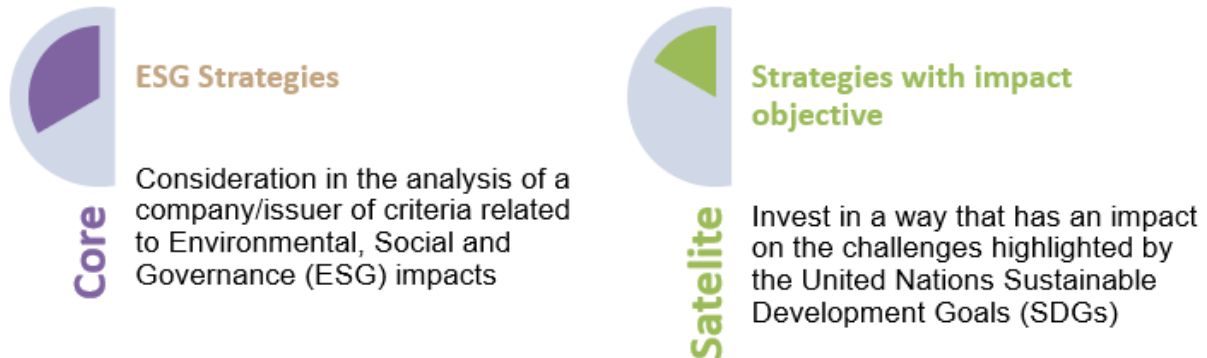 ESG Strategies
Consideration in the analysis of a
company/issuer of criteria related
to Environmental, Social and
Governance (ESG) impacts
Core
Strategies with impact
objective
Invest in a way that has an impact
on the challenges highlighted by
the United Nations Sustainable
Development Goals (SDGs)
Satelite